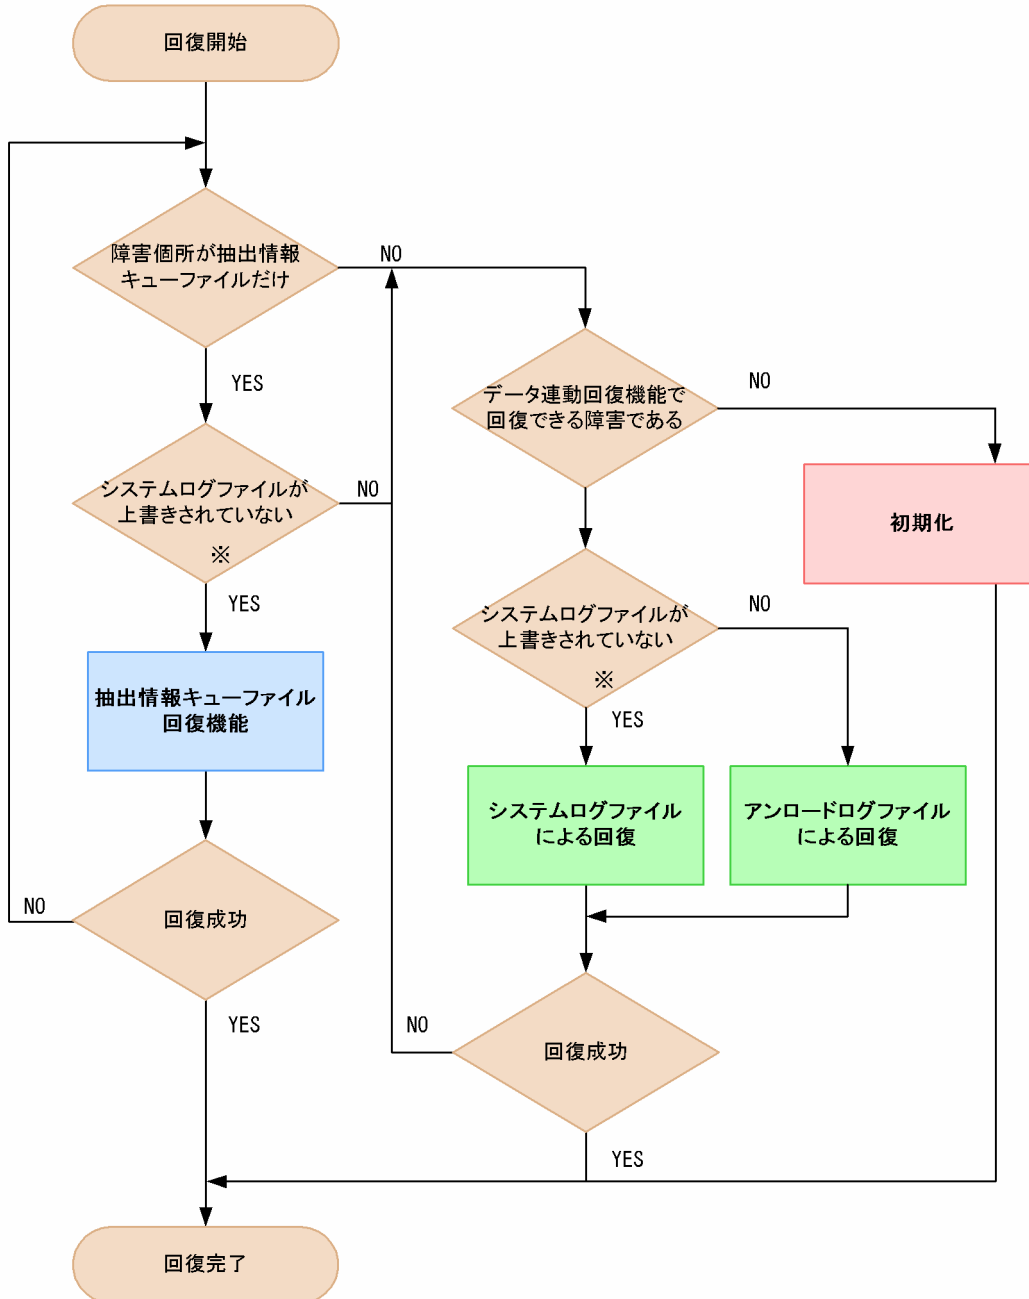 回復開始
障害個所が抽出情報
キューファイルだけ
NO
YES
データ連動回復機能で
回復できる障害である
NO
システムログファイルが
上書きされていない
※
NO
YES
初期化
システムログファイルが
上書きされていない
※
NO
YES
抽出情報キューファイル
回復機能
システムログファイル
による回復
アンロードログファイル
による回復
回復成功
NO
YES
回復成功
NO
YES
回復完了